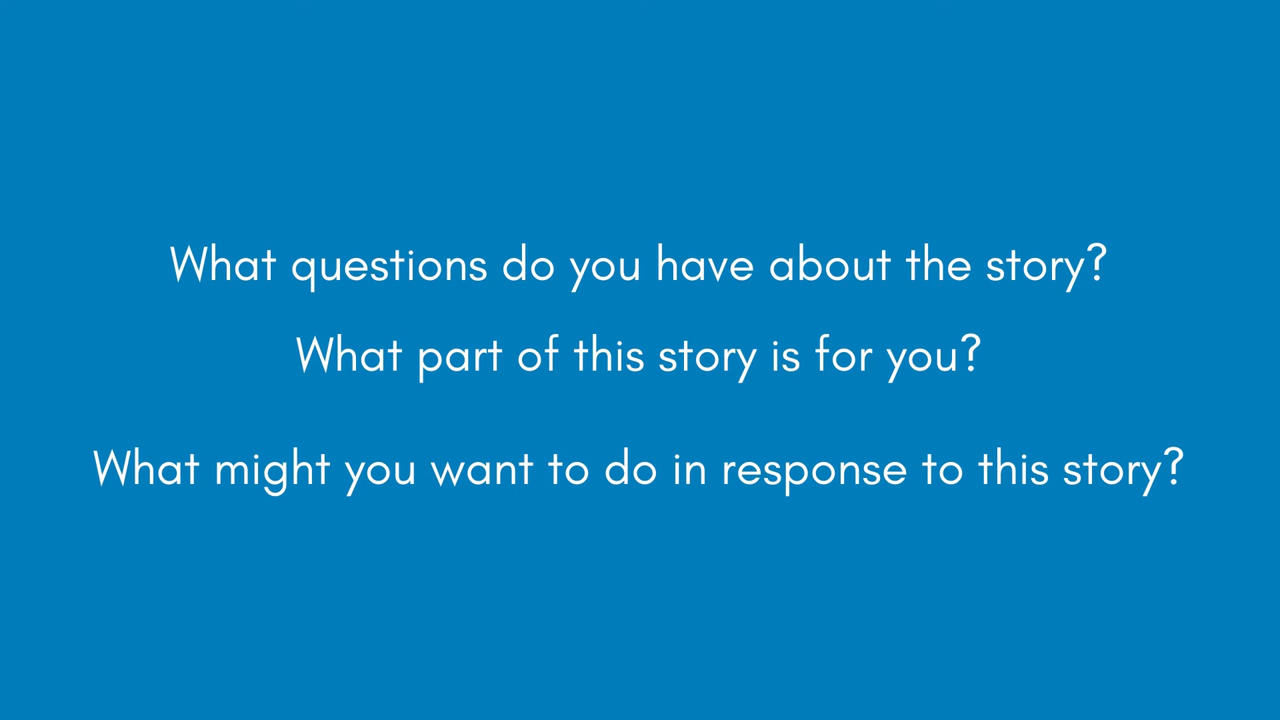 What questions do you have about the story?
What part of this story is for you?
What might you want to do in response to this story?